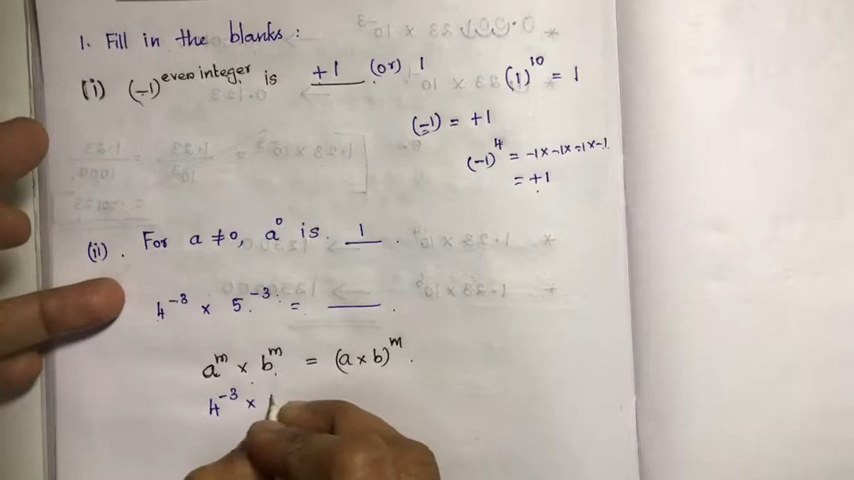 1. Fill in the blanks :
(i) (-1)^even integer is +1 (or) 1
(1)^10 = 1
(-1) = +1
(-1)^4 = -1 x -1 x -1 x -1
= +1
(ii). For a ≠ 0, a^0 is 1 .
4^-3 x 5^-3 = ____ .
a^m x b^m = (a x b)^m .
4^-3 x